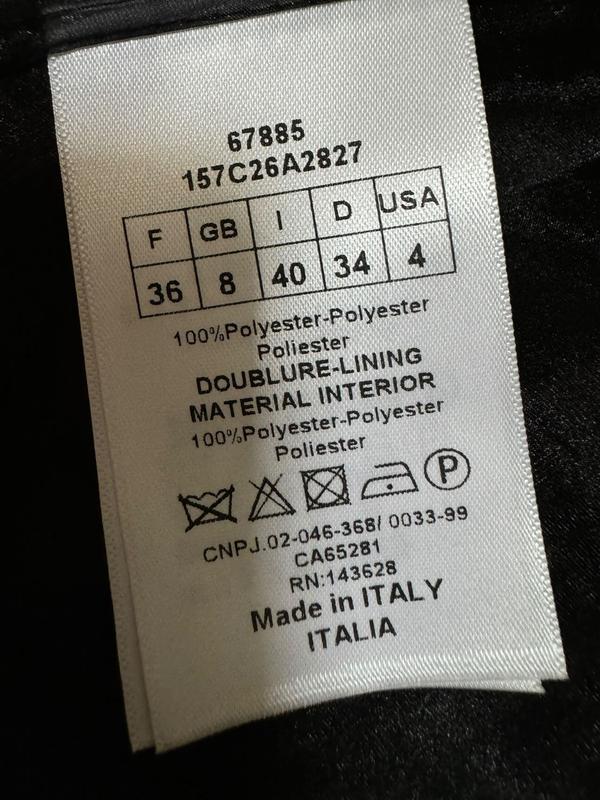 67885
157C26A2827
F GB I D USA
36 8 40 34 4
100%Polyester-Polyester
Poliester
DOUBLURE-LINING
MATERIAL INTERIOR
100%Polyester-Polyester
Poliester
P
CNPJ.02-046-368/ 0033-99
CA65281
RN:143628
Made in ITALY
ITALIA